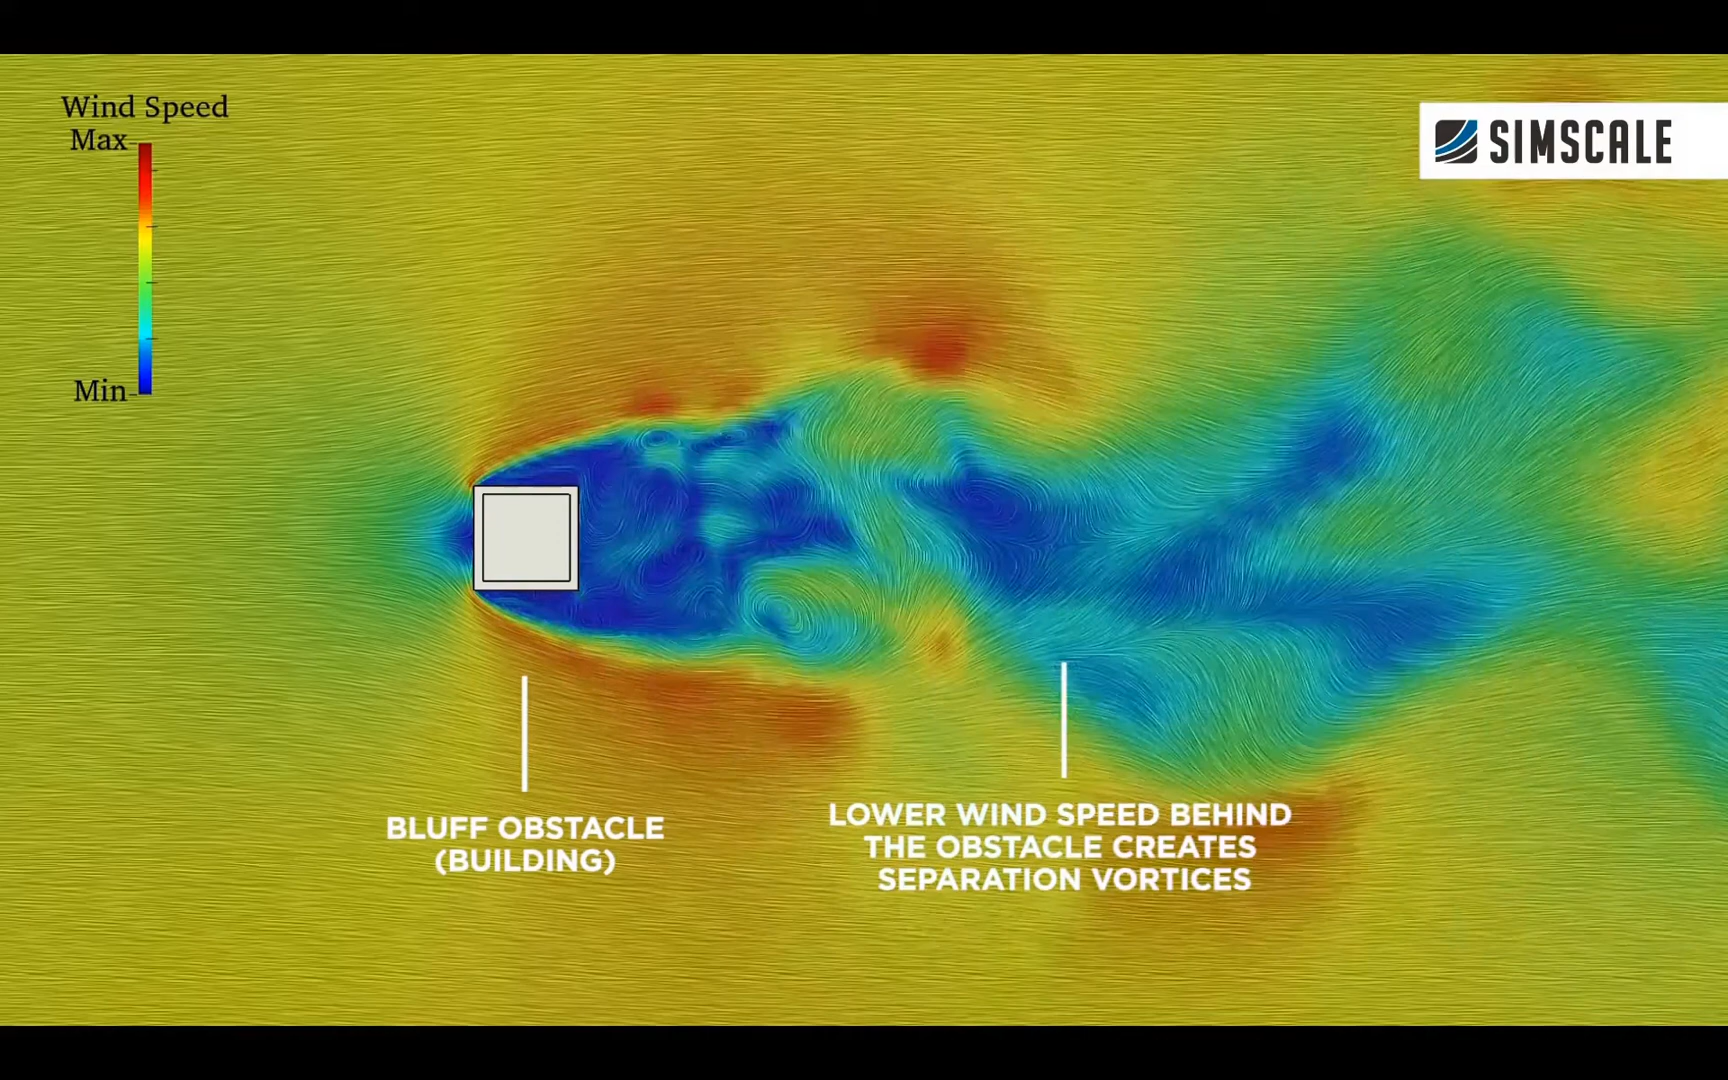 Wind Speed
Max
Min
SIMSCALE
BLUFF OBSTACLE
(BUILDING)
LOWER WIND SPEED BEHIND
THE OBSTACLE CREATES
SEPARATION VORTICES